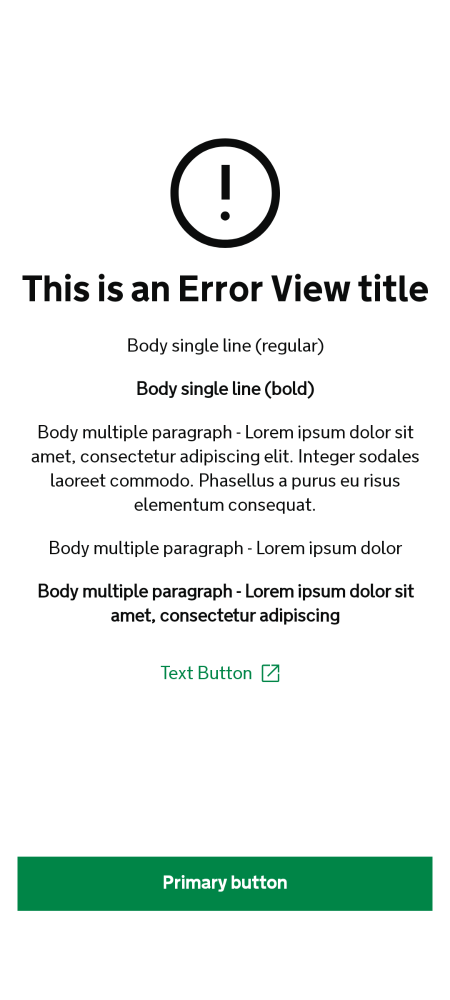 This is an Error View title
Body single line (regular)
Body single line (bold)
Body multiple paragraph - Lorem ipsum dolor sit
amet, consectetur adipiscing elit. Integer sodales
laoreet commodo. Phasellus a purus eu risus
elementum consequat.
Body multiple paragraph - Lorem ipsum dolor
Body multiple paragraph - Lorem ipsum dolor sit
amet, consectetur adipiscing
Text Button
Primary button